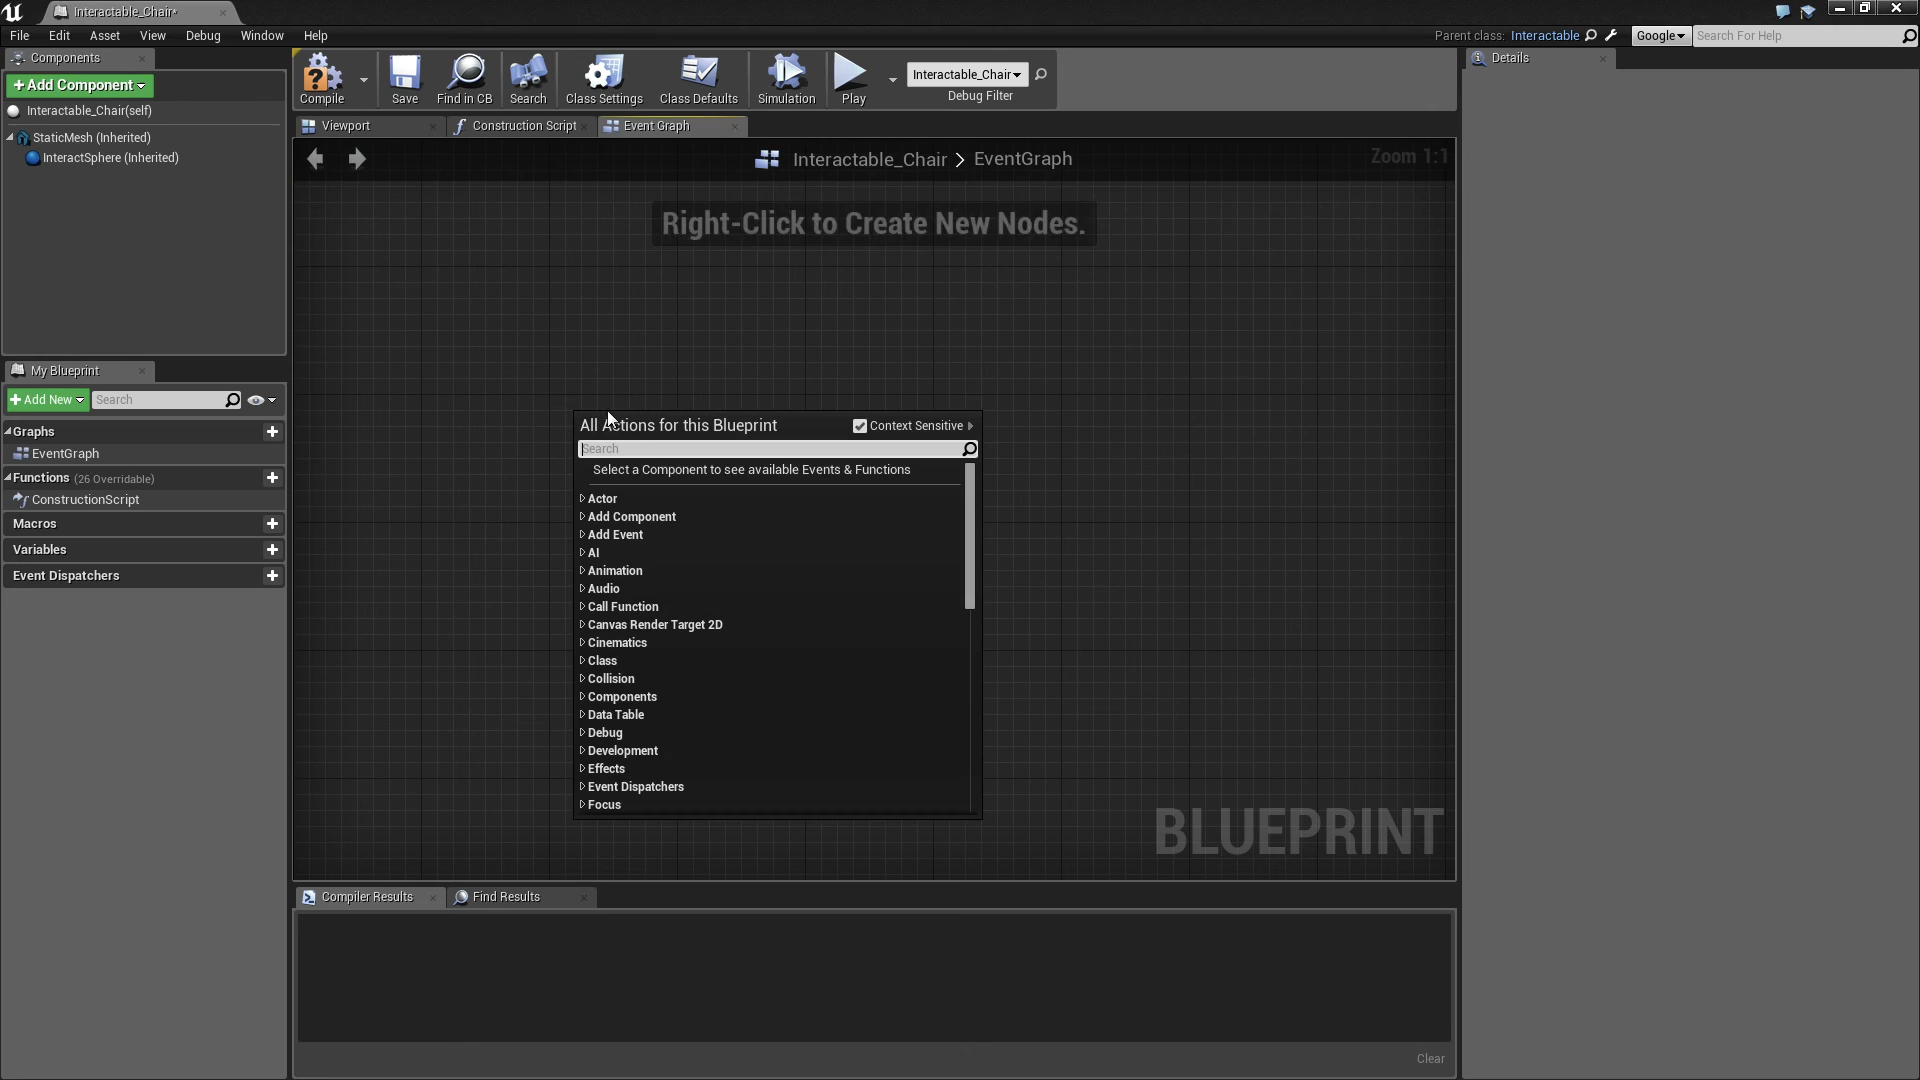 Interactable_Chair*
File Edit Asset View Debug Window Help
Parent class: Interactable
Google
Search For Help
Components
+ Add Component
Interactable_Chair(self)
StaticMesh (Inherited)
InteractSphere (Inherited)
My Blueprint
+ Add New
Search
Graphs
EventGraph
Functions (26 Overridable)
ConstructionScript
Macros
Variables
Event Dispatchers
Compile Save Find in CB Search Class Settings Class Defaults Simulation Play
Interactable_Chair
Debug Filter
Viewport Construction Script Event Graph
Interactable_Chair > EventGraph
Zoom 1:1
Right-Click to Create New Nodes.
All Actions for this Blueprint
Context Sensitive
Search
Select a Component to see available Events & Functions
Actor
Add Component
Add Event
AI
Animation
Audio
Call Function
Canvas Render Target 2D
Cinematics
Class
Collision
Components
Data Table
Debug
Development
Effects
Event Dispatchers
Focus
BLUEPRINT
Compiler Results Find Results
Clear
Details